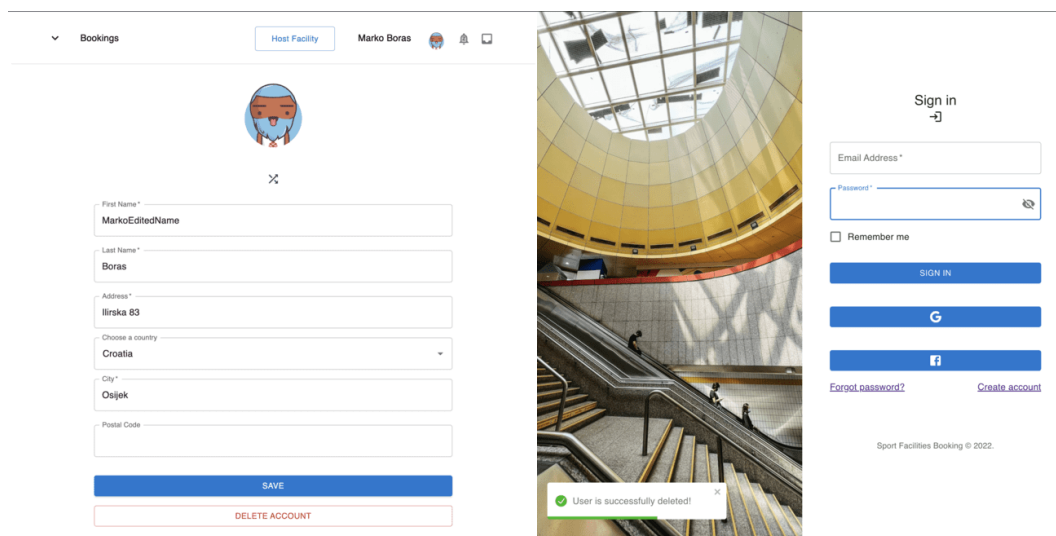 Bookings
Host Facility
Marko Boras
First Name *
MarkoEditedName
Last Name *
Boras
Address *
Ilirska 83
Choose a country
Croatia
City *
Osijek
Postal Code
SAVE
DELETE ACCOUNT
User is successfully deleted!
Sign in
Email Address *
Password *
Remember me
SIGN IN
G
Forgot password?
Create account
Sport Facilities Booking © 2022.